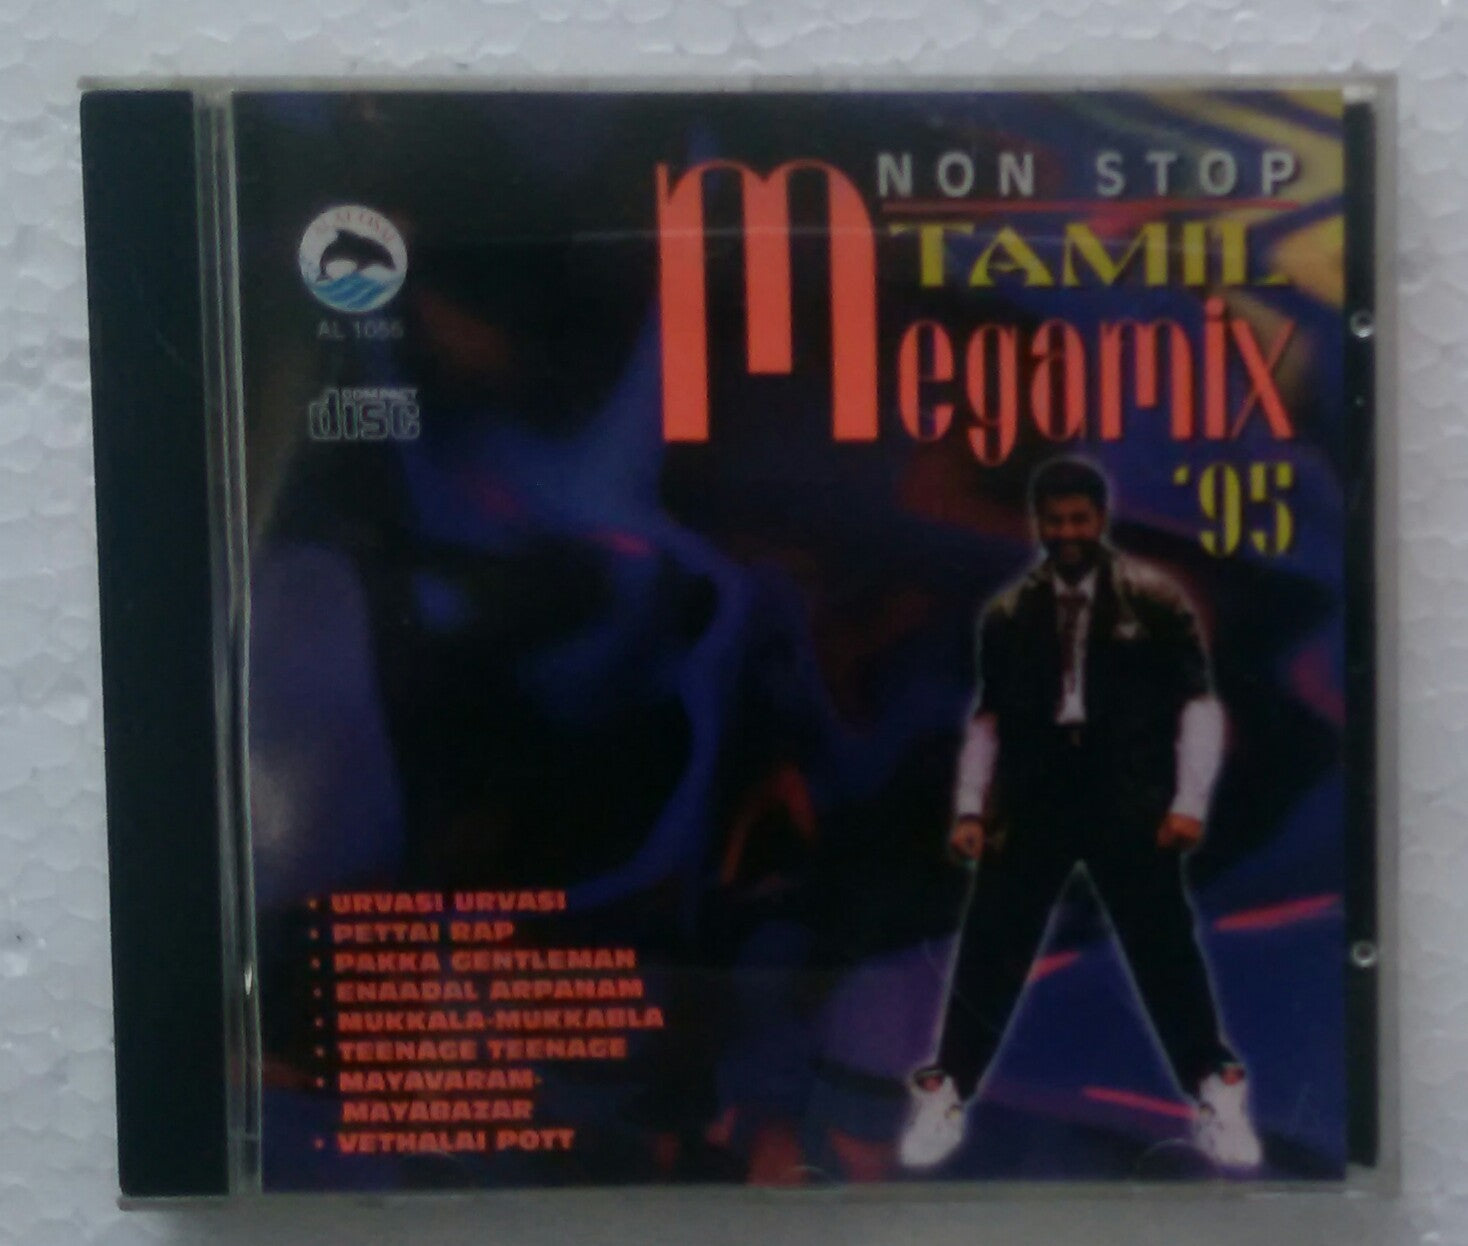 NON STOP
TAMIL
Megamix
'95
AL 1056
COMPACT
disc
• URVASI URVASI
• PETTAI RAP
• PAKKA GENTLEMAN
• ENAADAL ARPANAM
• MUKKALA-MUKKABLA
• TEENAGE TEENAGE
• MAYAVARAM-
MAYABAZAR
• VETHALAI POTT